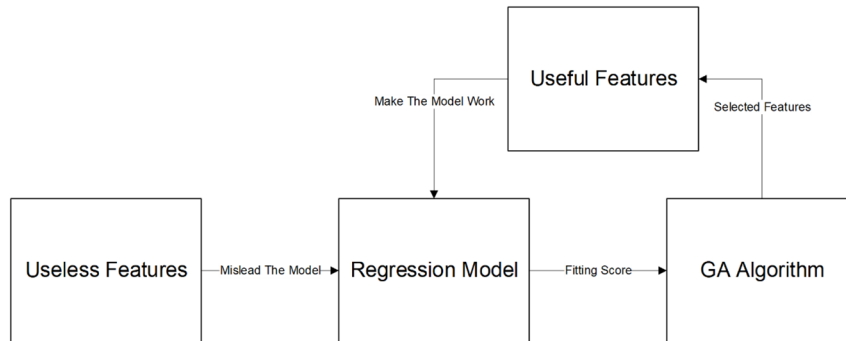 Useful Features
Make The Model Work
Selected Features
Useless Features
Mislead The Model
Regression Model
Fitting Score
GA Algorithm